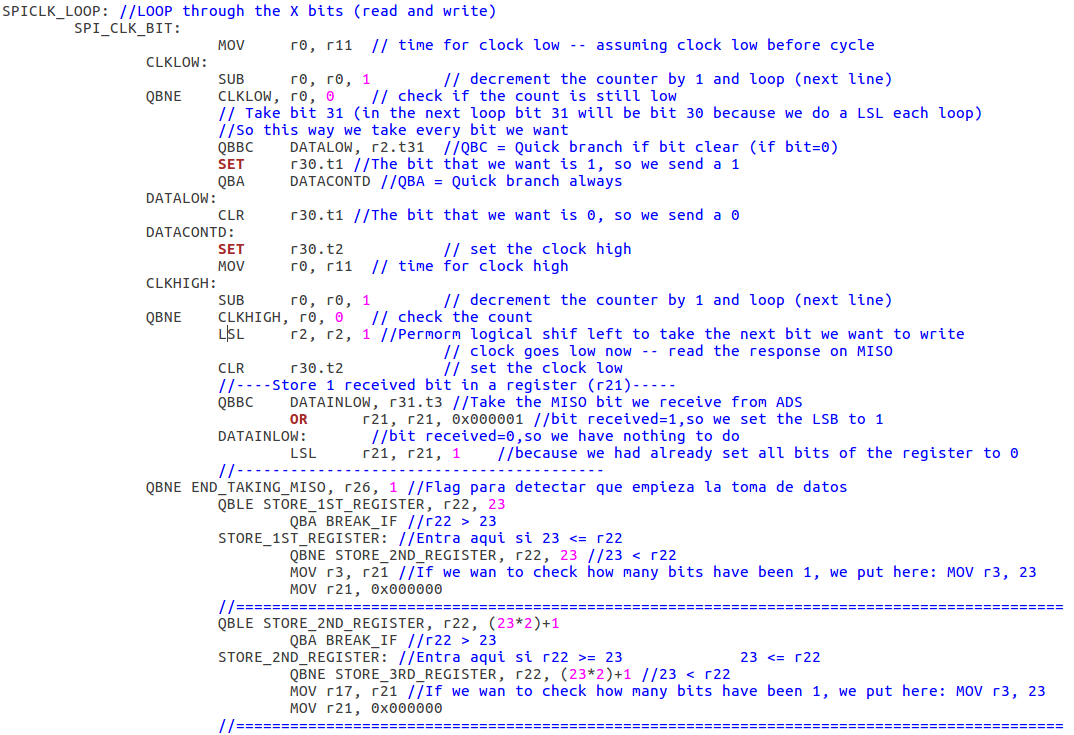 SPICLK_LOOP: //LOOP through the X bits (read and write)
SPI_CLK_BIT:
MOV r0, r11 // time for clock low -- assuming clock low before cycle
CLKLOW:
SUB r0, r0, 1 // decrement the counter by 1 and loop (next line)
QBNE CLKLOW, r0, 0 // check if the count is still low
// Take bit 31 (in the next loop bit 31 will be bit 30 because we do a LSL each loop)
//So this way we take every bit we want
QBBC DATALOW, r2.t31 //QBC = Quick branch if bit clear (if bit=0)
SET r30.t1 //The bit that we want is 1, so we send a 1
QBA DATACONTD //QBA = Quick branch always
DATALOW:
CLR r30.t1 //The bit that we want is 0, so we send a 0
DATACONTD:
SET r30.t2 // set the clock high
MOV r0, r11 // time for clock high
CLKHIGH:
SUB r0, r0, 1 // decrement the counter by 1 and loop (next line)
QBNE CLKHIGH, r0, 0 // check the count
LSL r2, r2, 1 //Permorm logical shif left to take the next bit we want to write
// clock goes low now -- read the response on MISO
CLR r30.t2 // set the clock low
//----Store 1 received bit in a register (r21)-----
QBBC DATAINLOW, r31.t3 //Take the MISO bit we receive from ADS
OR r21, r21, 0x000001 //bit received=1,so we set the LSB to 1
DATAINLOW: //bit received=0,so we have nothing to do
LSL r21, r21, 1 //because we had already set all bits of the register to 0
//-----------------------------------------
QBNE END_TAKING_MISO, r26, 1 //Flag para detectar que empieza la toma de datos
QBLE STORE_1ST_REGISTER, r22, 23
QBA BREAK_IF //r22 > 23
STORE_1ST_REGISTER: //Entra aqui si 23 <= r22
QBNE STORE_2ND_REGISTER, r22, 23 //23 < r22
MOV r3, r21 //If we wan to check how many bits have been 1, we put here: MOV r3, 23
MOV r21, 0x000000
//============================================================================================
QBLE STORE_2ND_REGISTER, r22, (23*2)+1
QBA BREAK_IF //r22 > 23
STORE_2ND_REGISTER: //Entra aqui si r22 >= 23 23 <= r22
QBNE STORE_3RD_REGISTER, r22, (23*2)+1 //23 < r22
MOV r17, r21 //If we wan to check how many bits have been 1, we put here: MOV r3, 23
MOV r21, 0x000000
//============================================================================================